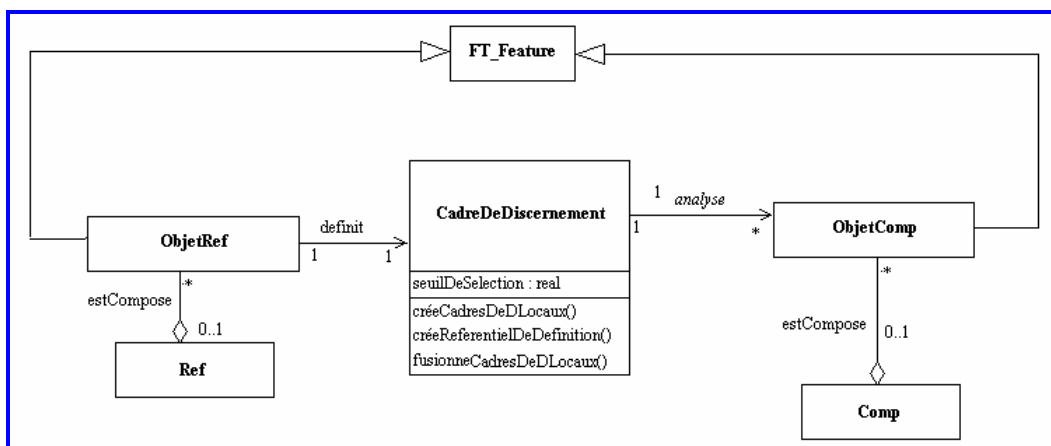 FT_Feature
CadreDeDiscernement
1
analyse
1
*
ObjetRef
definit
1
1
ObjetComp
seuilDeSelection : real
créeCadresDeDLocaux()
créeReferentielDeDefinition()
fusionneCadresDeDLocaux()
*
estCompose
0..1
Ref
*
estCompose
0..1
Comp